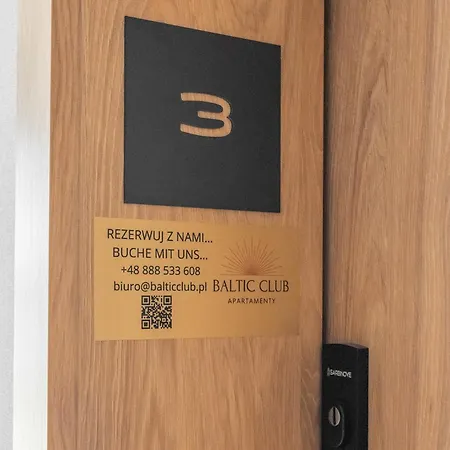 3
REZERWUJ Z NAMI...
BUCHE MIT UNS...
+48 888 533 608
biuro@balticclub.pl
BALTIC CLUB
APARTAMENTY